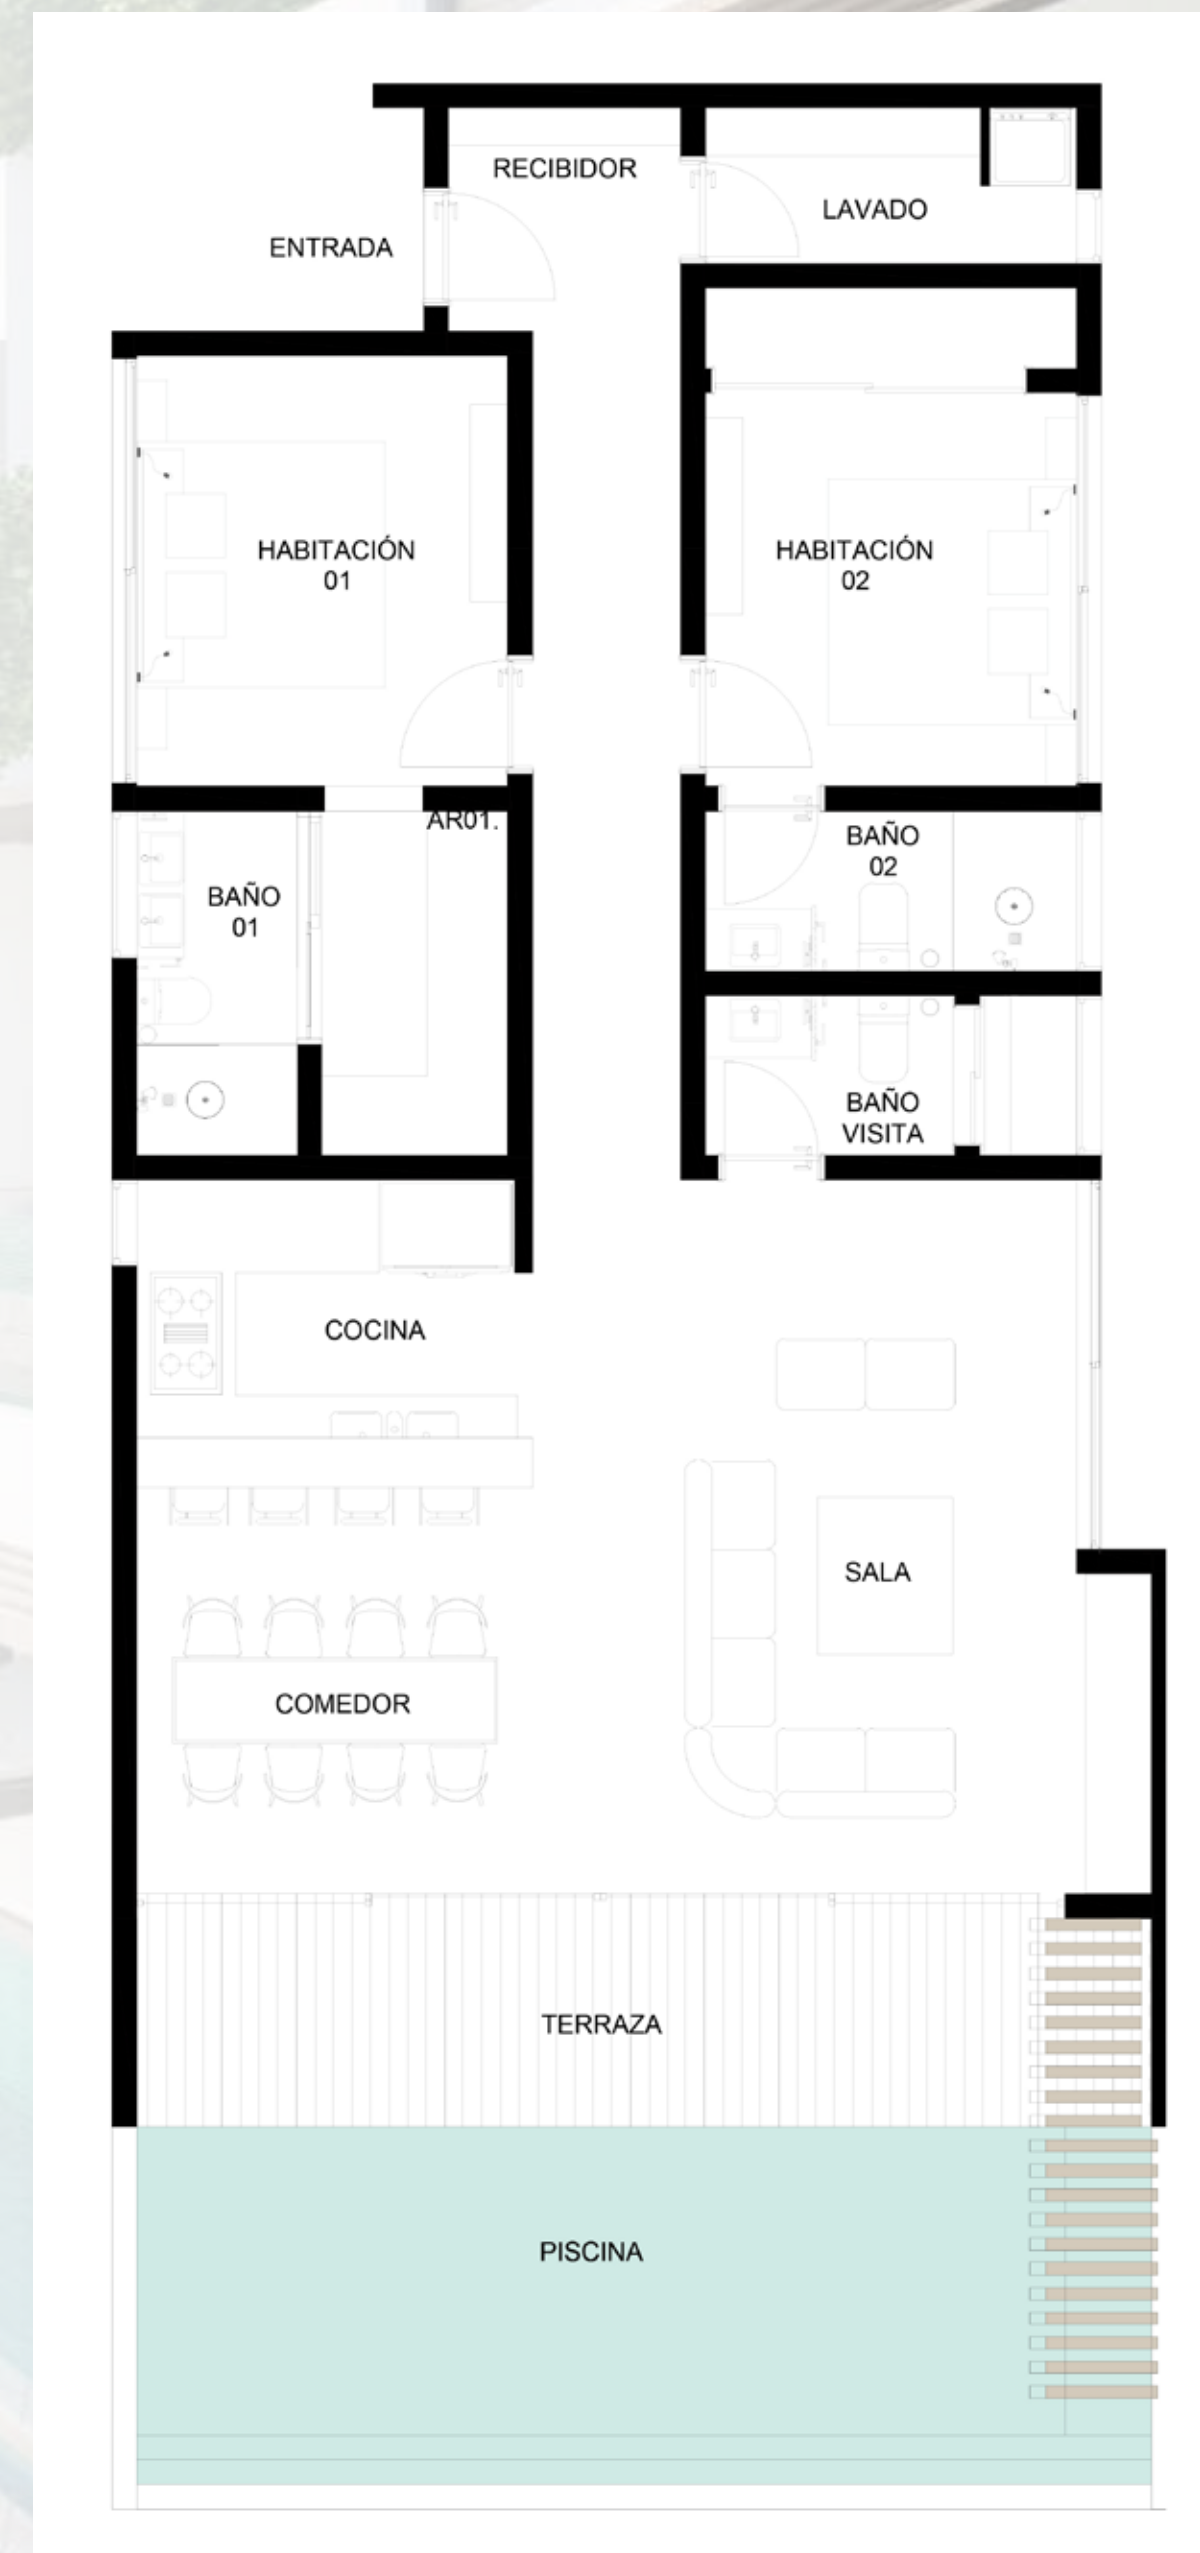 RECIBIDOR
LAVADO
ENTRADA
HABITACIÓN
01
HABITACIÓN
02
AR01.
BAÑO
02
BAÑO
01
BAÑO
VISITA
COCINA
SALA
COMEDOR
TERRAZA
PISCINA